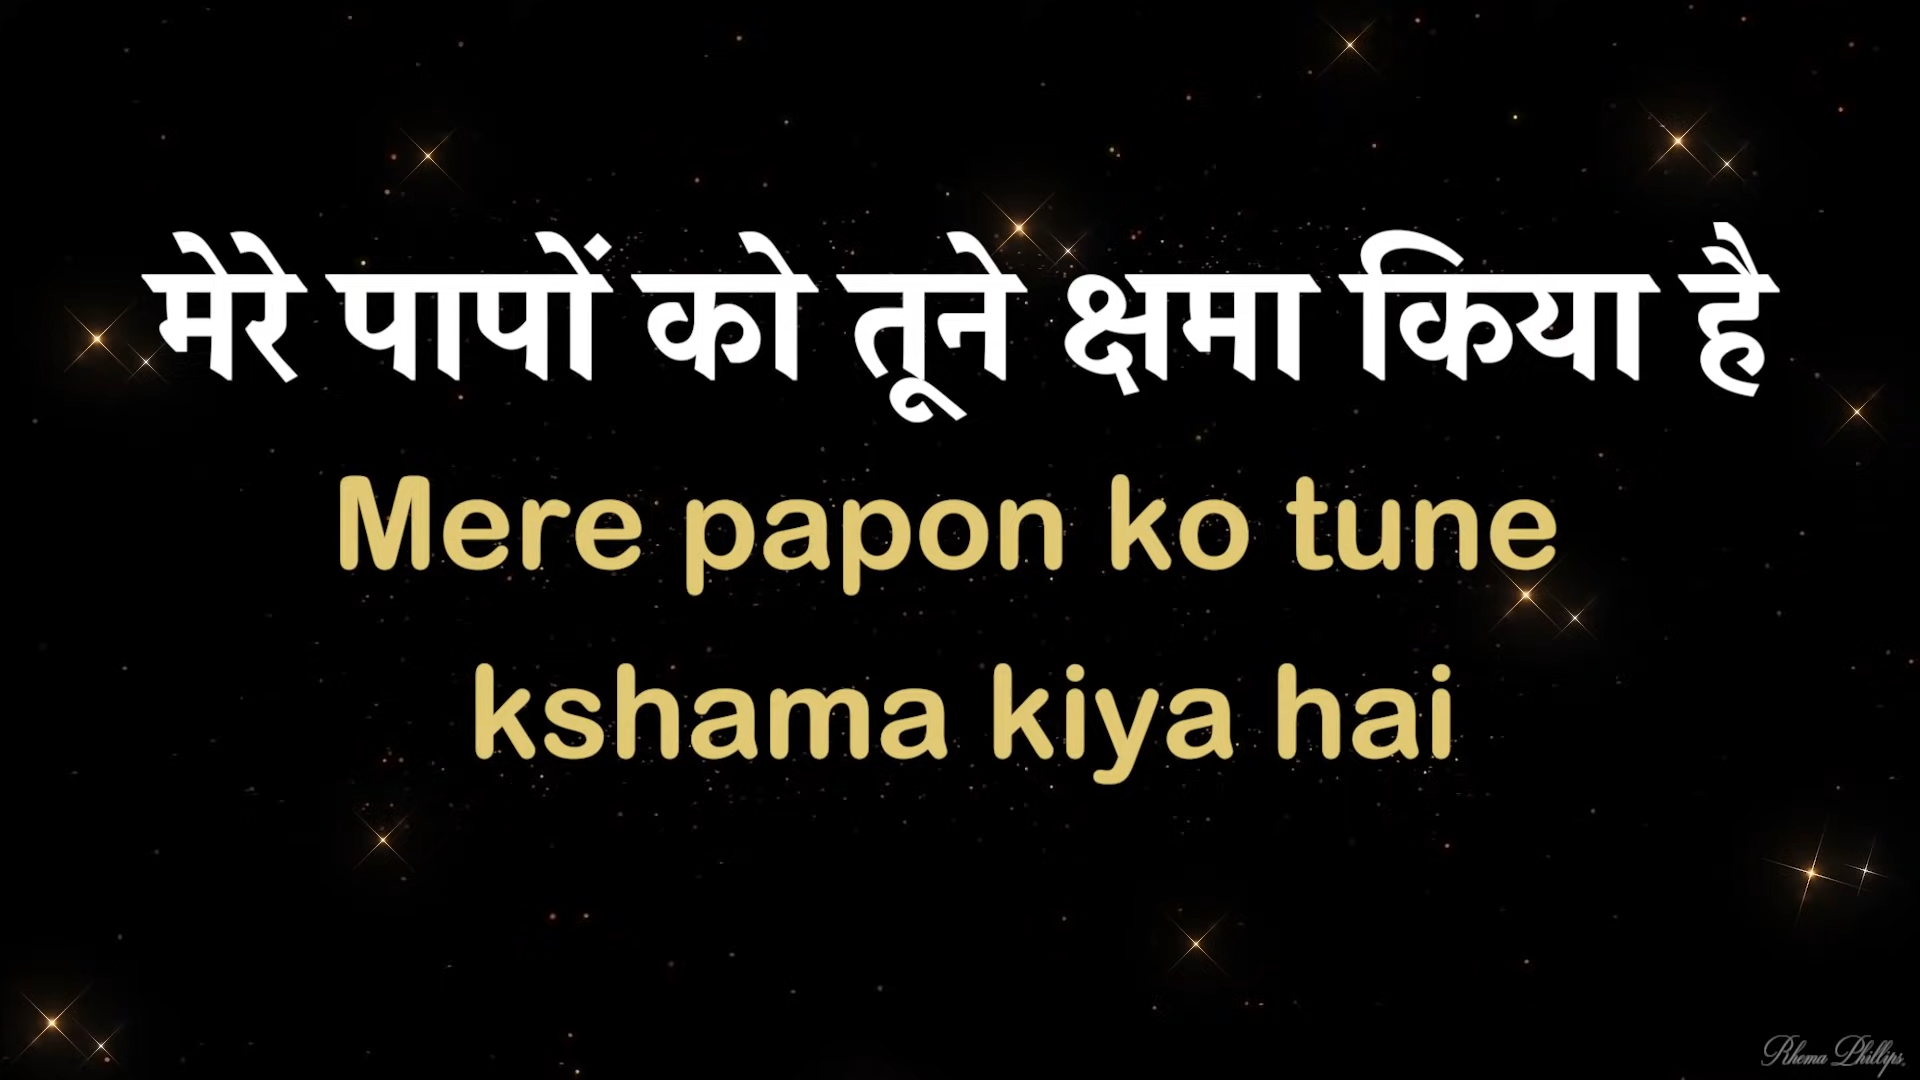 मेरे पापों को तूने क्षमा किया है
Mere papon ko tune
kshama kiya hai
Rhema Phillips